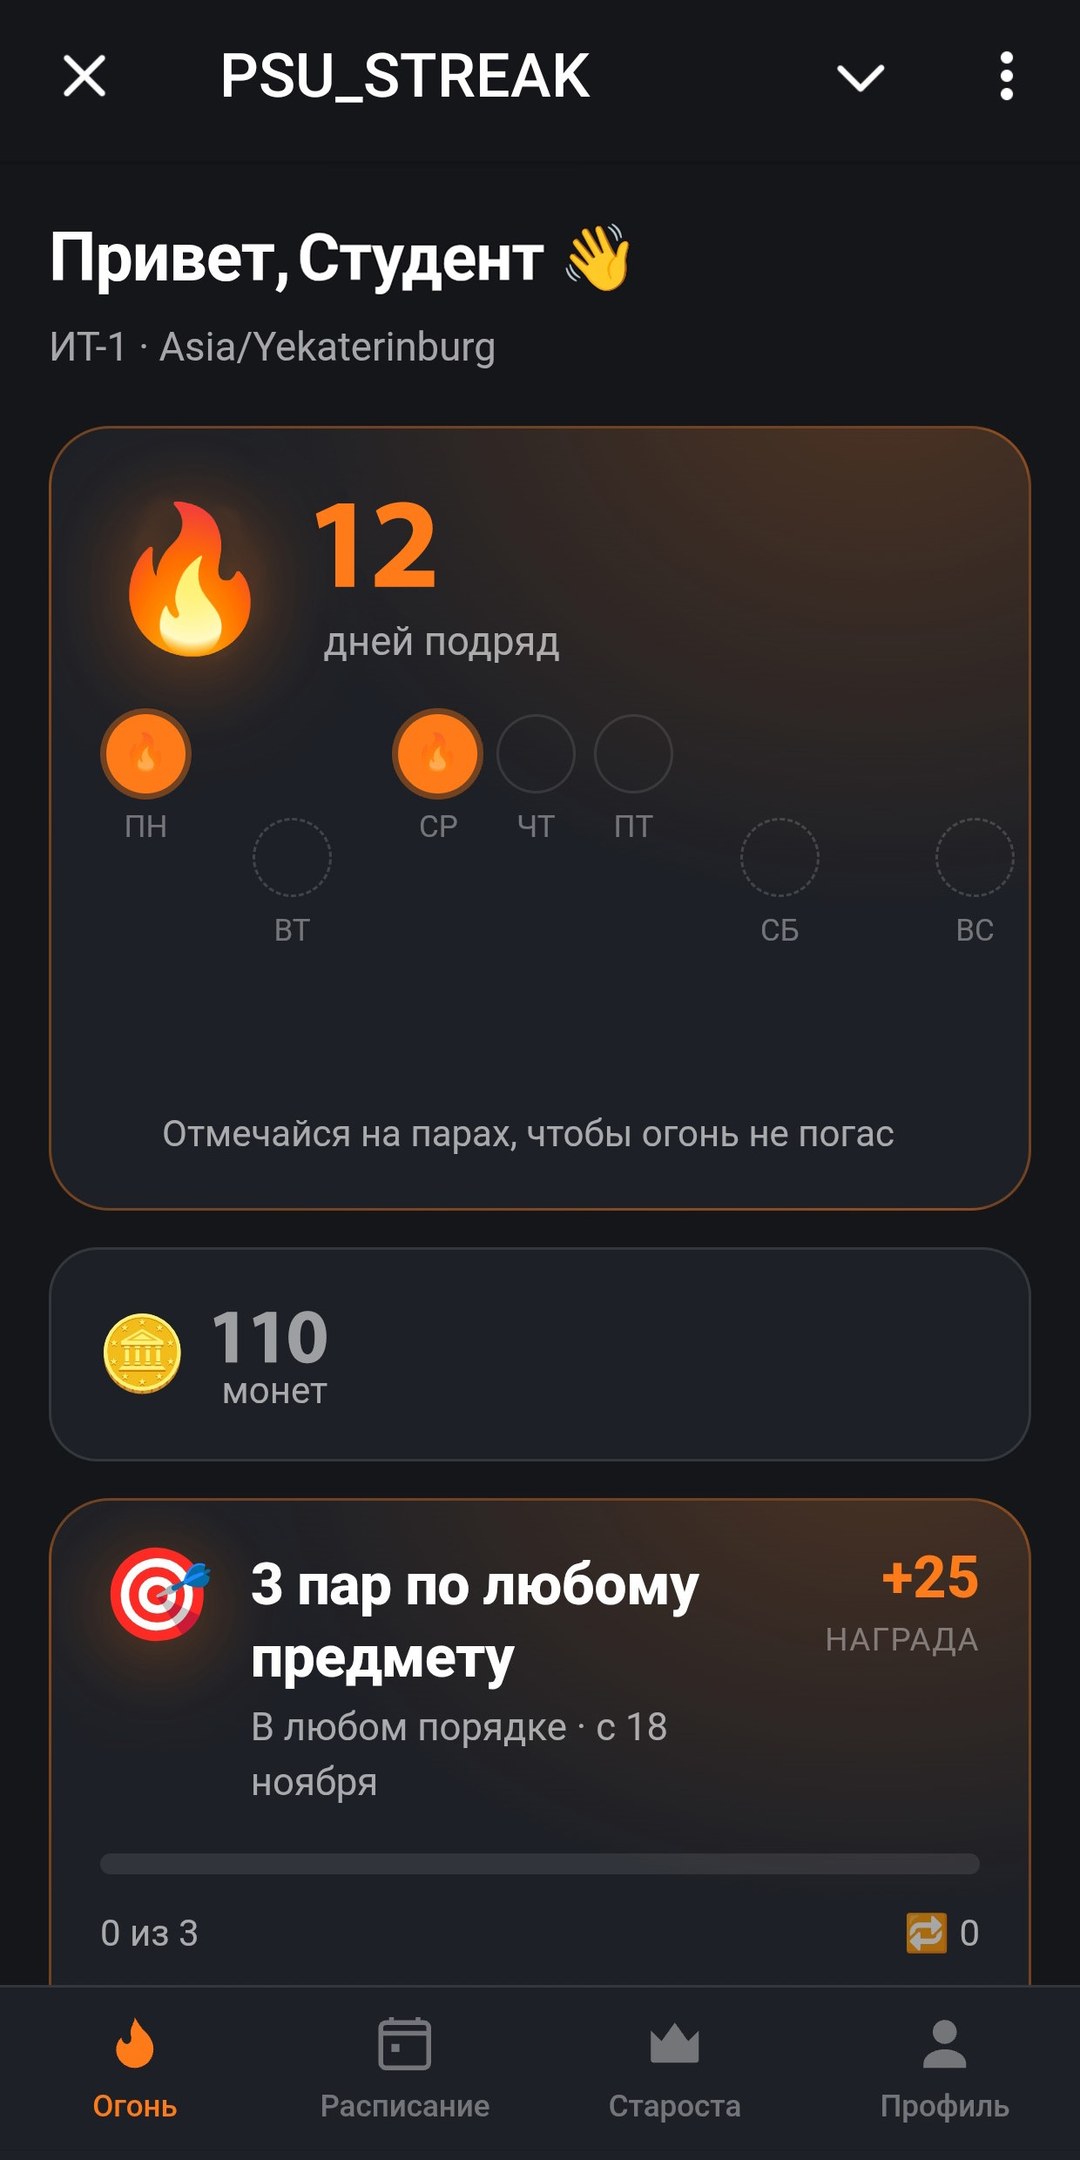 PSU_STREAK
Привет, Студент 👋
ИТ-1 · Asia/Yekaterinburg
12
дней подряд
ПН
СР
ЧТ
ПТ
ВТ
СБ
ВС
Отмечайся на парах, чтобы огонь не погас
110
монет
3 пар по любому
предмету
+25
НАГРАДА
В любом порядке · с 18
ноября
0 из 3
🔁 0
Огонь
Расписание
Староста
Профиль